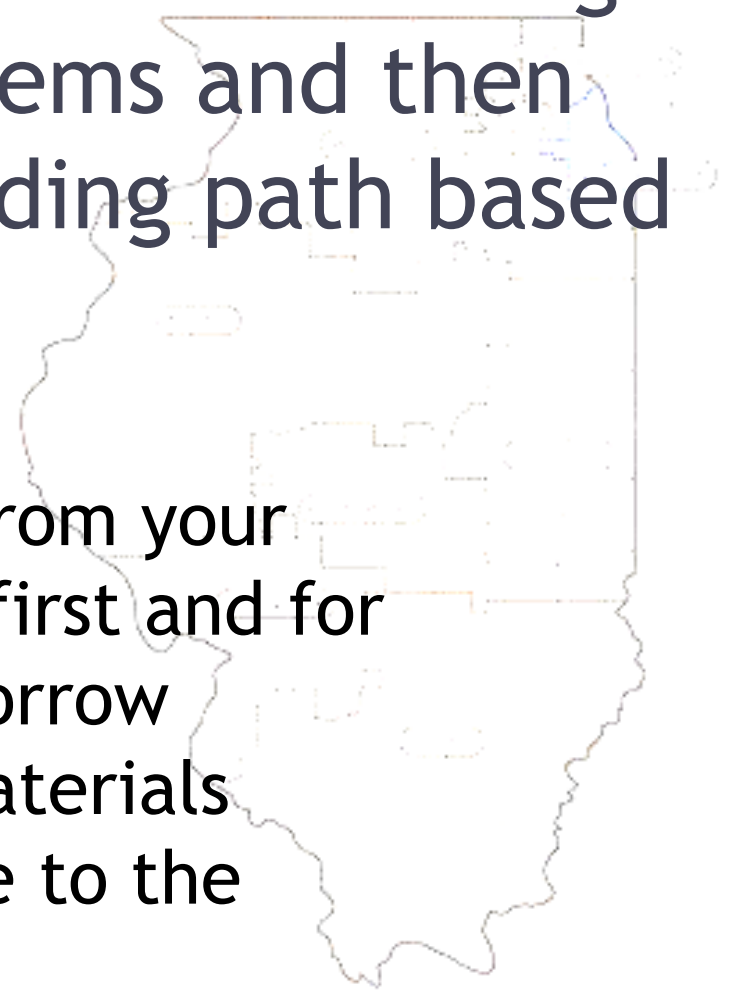 ems and then
ding path based
rom your
first and for
orrow
aterials
e to the